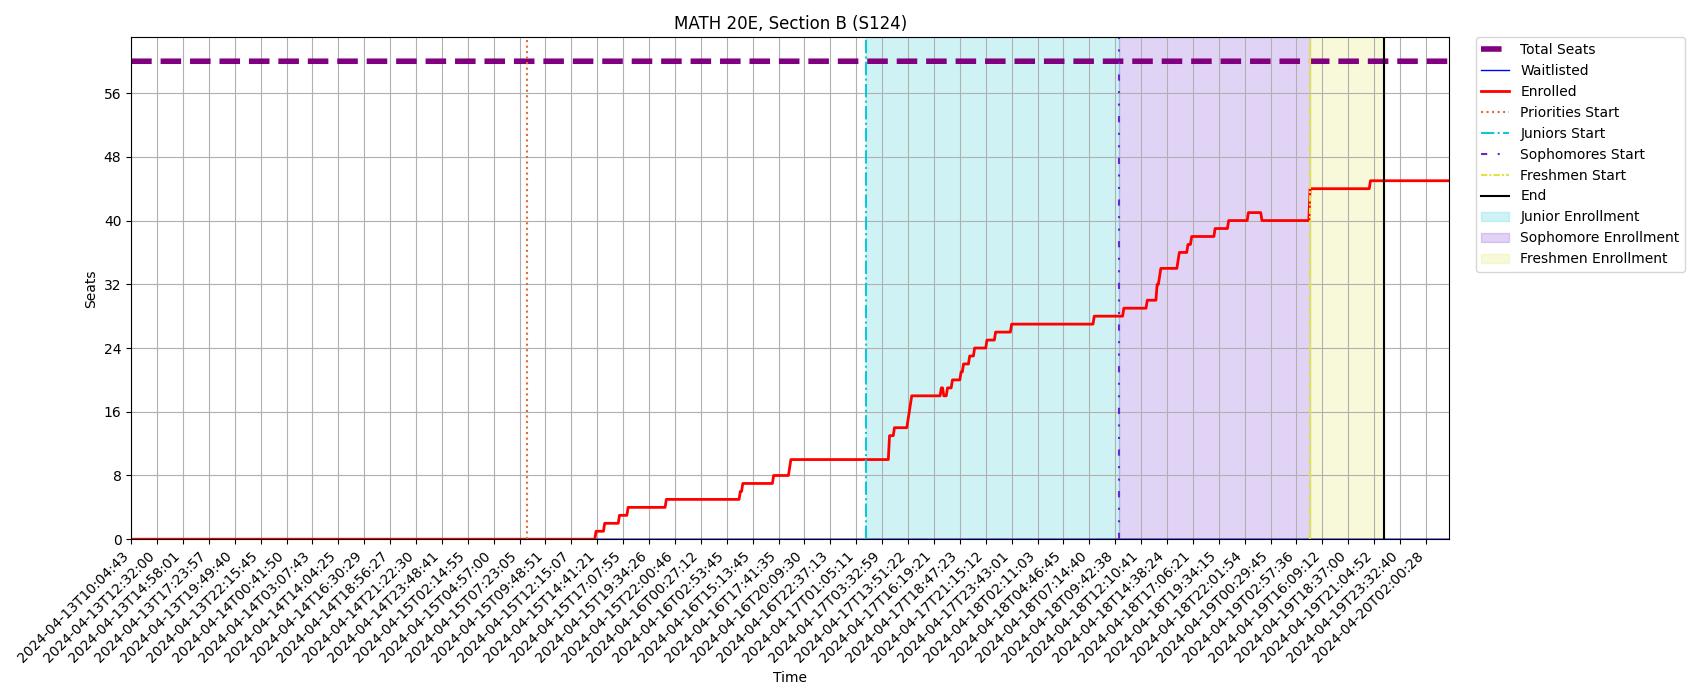 MATH 20E, Section B (S124)
Total Seats
Waitlisted
Enrolled
Priorities Start
Juniors Start
Sophomores Start
Freshmen Start
End
Junior Enrollment
Sophomore Enrollment
Freshmen Enrollment
Seats
56
48
40
32
24
16
8
0
2024-04-13T10:04:43
2024-04-13T12:32:00
2024-04-13T14:58:01
2024-04-13T17:23:57
2024-04-13T19:49:40
2024-04-13T22:15:45
2024-04-14T00:41:50
2024-04-14T03:07:43
2024-04-14T14:04:25
2024-04-14T16:30:29
2024-04-14T18:56:27
2024-04-14T21:22:30
2024-04-14T23:48:41
2024-04-15T02:14:55
2024-04-15T04:57:00
2024-04-15T07:23:05
2024-04-15T09:48:51
2024-04-15T12:15:07
2024-04-15T14:41:21
2024-04-15T17:07:55
2024-04-15T19:34:26
2024-04-15T22:00:46
2024-04-16T00:27:12
2024-04-16T02:53:45
2024-04-16T15:13:45
2024-04-16T17:41:35
2024-04-16T20:09:30
2024-04-16T22:37:13
2024-04-17T01:05:11
2024-04-17T03:32:59
2024-04-17T13:51:22
2024-04-17T16:19:21
2024-04-17T18:47:23
2024-04-17T21:15:12
2024-04-17T23:43:01
2024-04-18T02:11:03
2024-04-18T04:46:45
2024-04-18T07:14:40
2024-04-18T09:42:38
2024-04-18T12:10:41
2024-04-18T14:38:24
2024-04-18T17:06:21
2024-04-18T19:34:15
2024-04-18T22:01:54
2024-04-19T00:29:45
2024-04-19T02:57:36
2024-04-19T16:09:12
2024-04-19T18:37:00
2024-04-19T21:04:52
2024-04-19T23:32:40
2024-04-20T02:00:28
Time